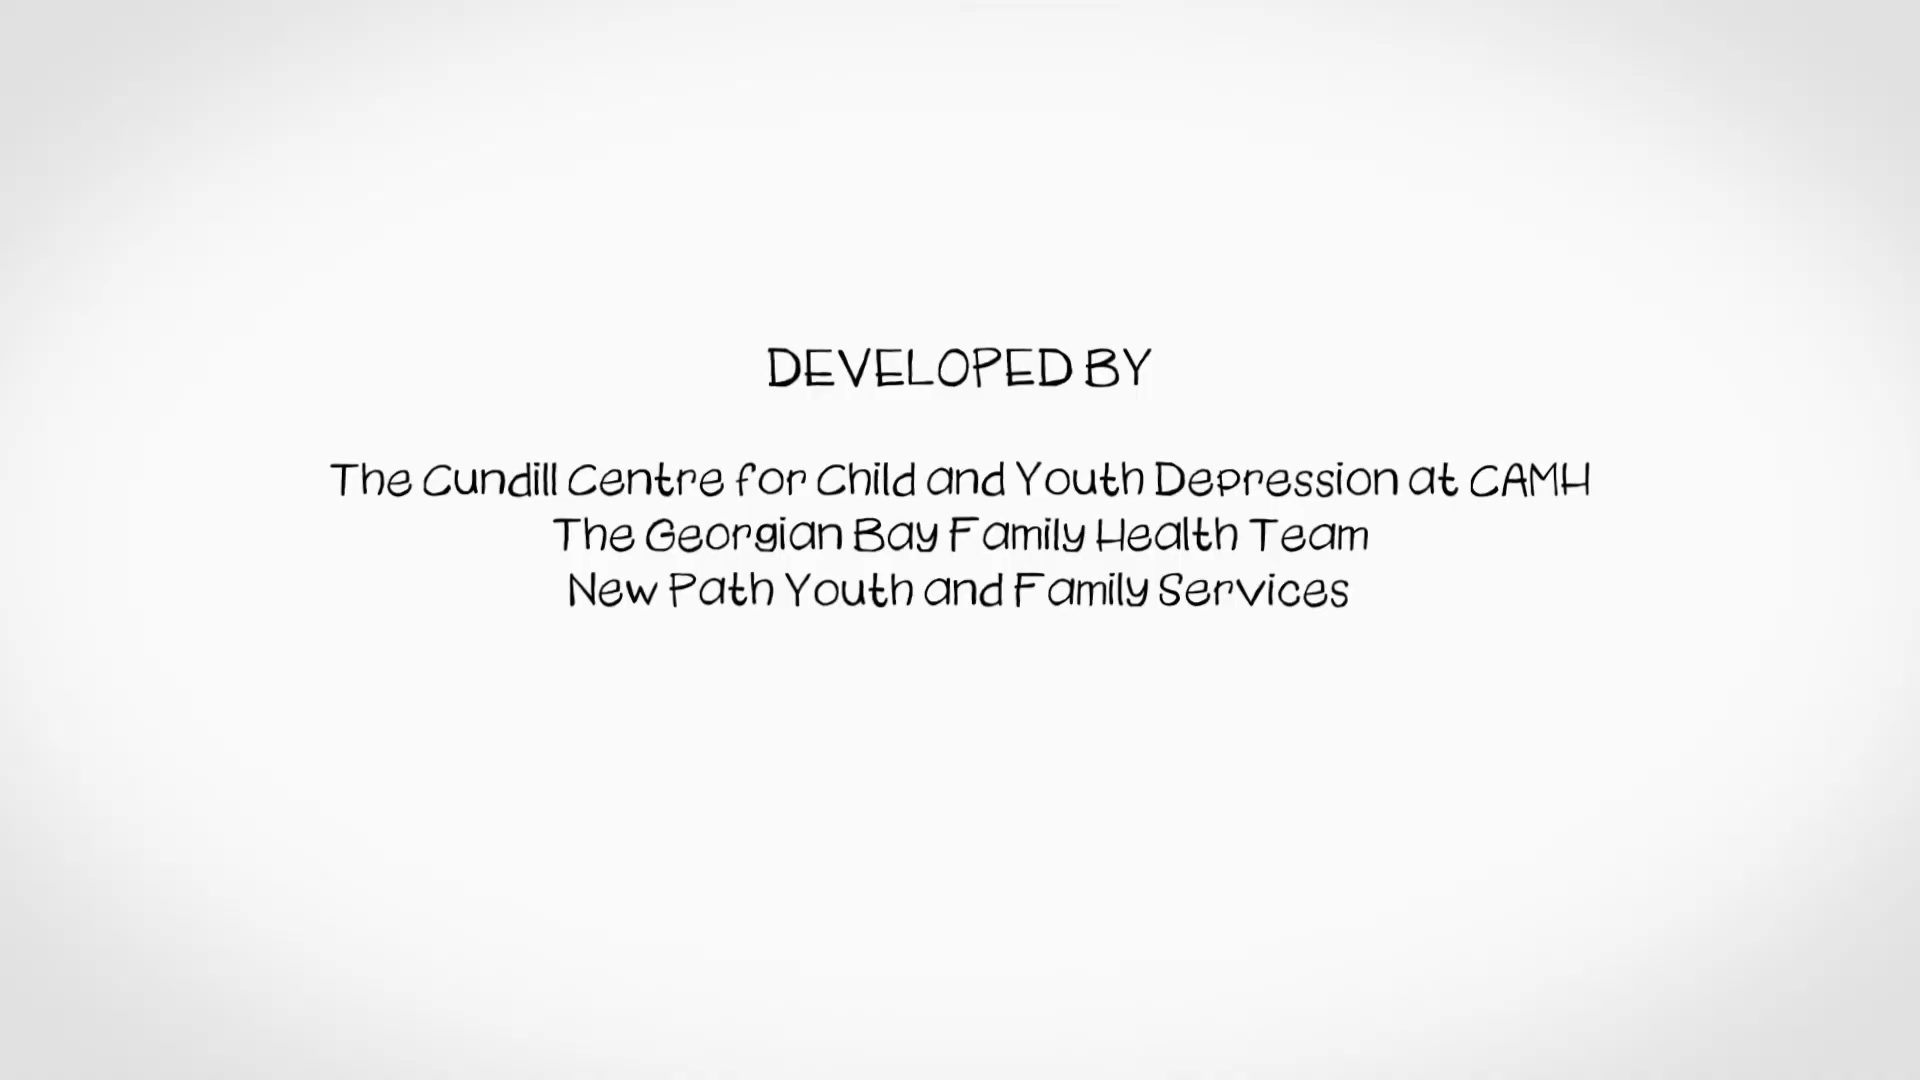 DEVELOPED BY
The Cundill Centre for Child and Youth Depression at CAMH
The Georgian Bay Family Health Team
New Path Youth and Family Services